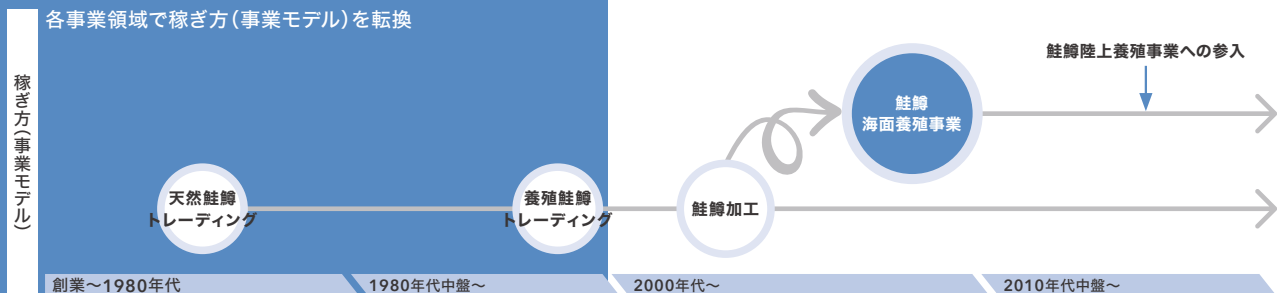 各事業領域で稼ぎ方（事業モデル）を転換
稼ぎ方（事業モデル）
鮭鱒陸上養殖事業への参入
鮭鱒
海面養殖事業
天然鮭鱒
トレーディング
養殖鮭鱒
トレーディング
鮭鱒加工
創業～1980年代
1980年代中盤～
2000年代～
2010年代中盤～